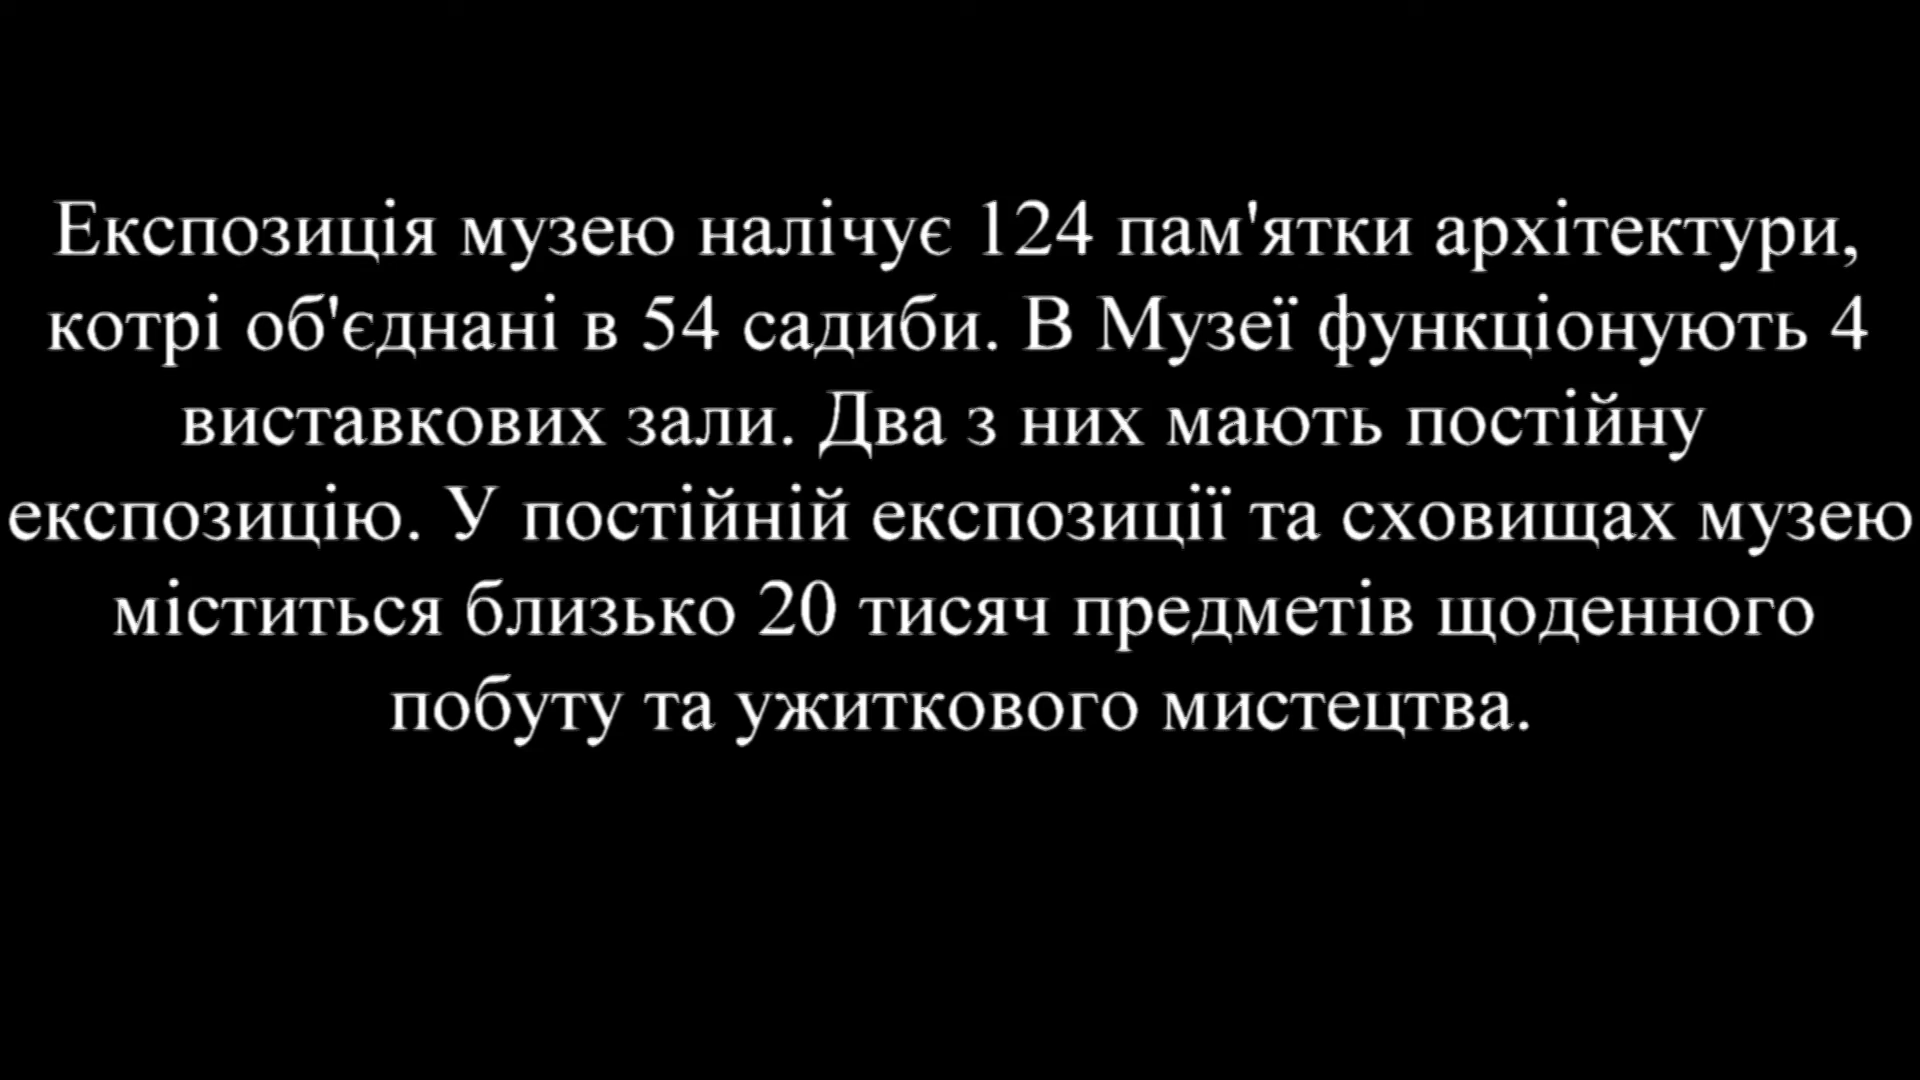 Експозиція музею налічує 124 пам'ятки архітектури,
котрі об'єднані в 54 садиби. В Музеї функціонують 4
виставкових зали. Два з них мають постійну
експозицію. У постійній експозиції та сховищах музею
міститься близько 20 тисяч предметів щоденного
побуту та ужиткового мистецтва.